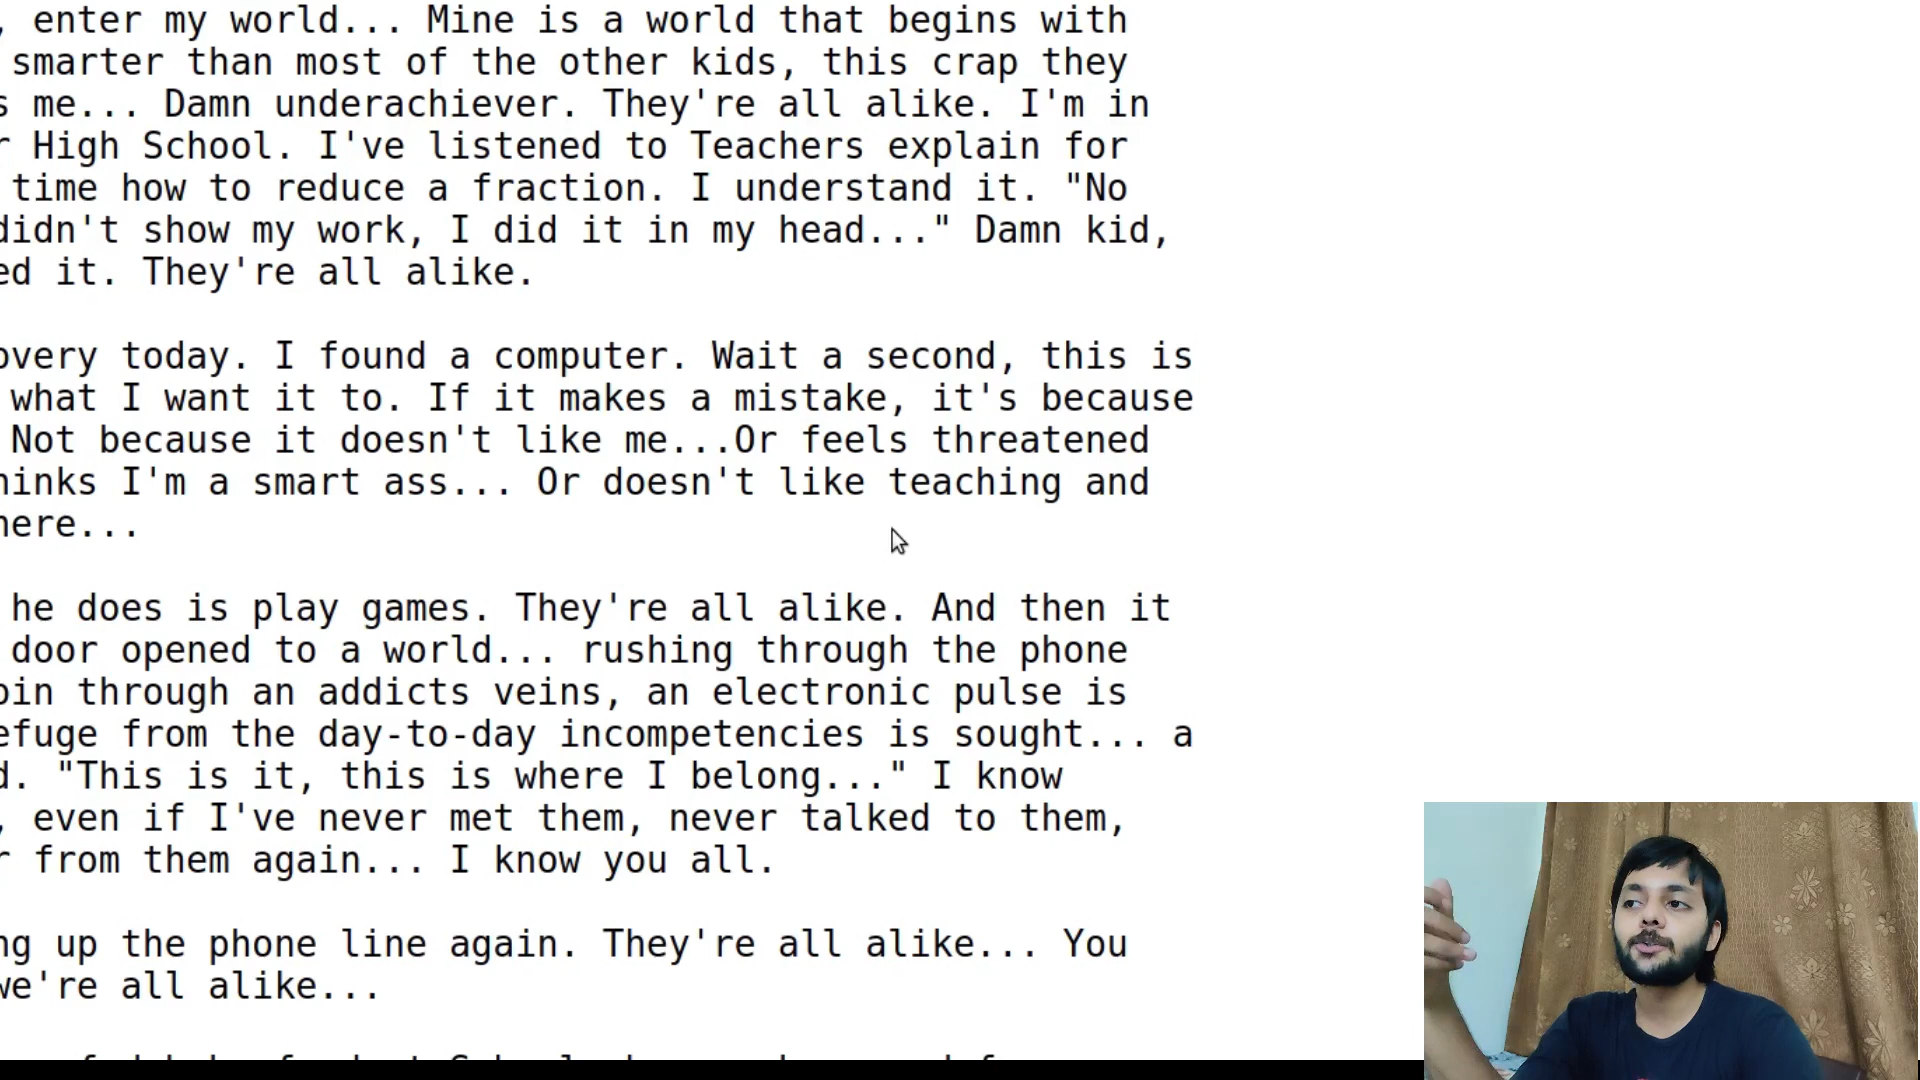 , enter my world... Mine is a world that begins with
smarter than most of the other kids, this crap they
s me... Damn underachiever. They're all alike. I'm in
r High School. I've listened to Teachers explain for
time how to reduce a fraction. I understand it. "No
didn't show my work, I did it in my head..." Damn kid,
ed it. They're all alike.
overy today. I found a computer. Wait a second, this is
what I want it to. If it makes a mistake, it's because
Not because it doesn't like me...Or feels threatened
hinks I'm a smart ass... Or doesn't like teaching and
here...
he does is play games. They're all alike. And then it
door opened to a world... rushing through the phone
oin through an addicts veins, an electronic pulse is
efuge from the day-to-day incompetencies is sought... a
d. "This is it, this is where I belong..." I know
, even if I've never met them, never talked to them,
r from them again... I know you all.
ng up the phone line again. They're all alike... You
we're all alike...